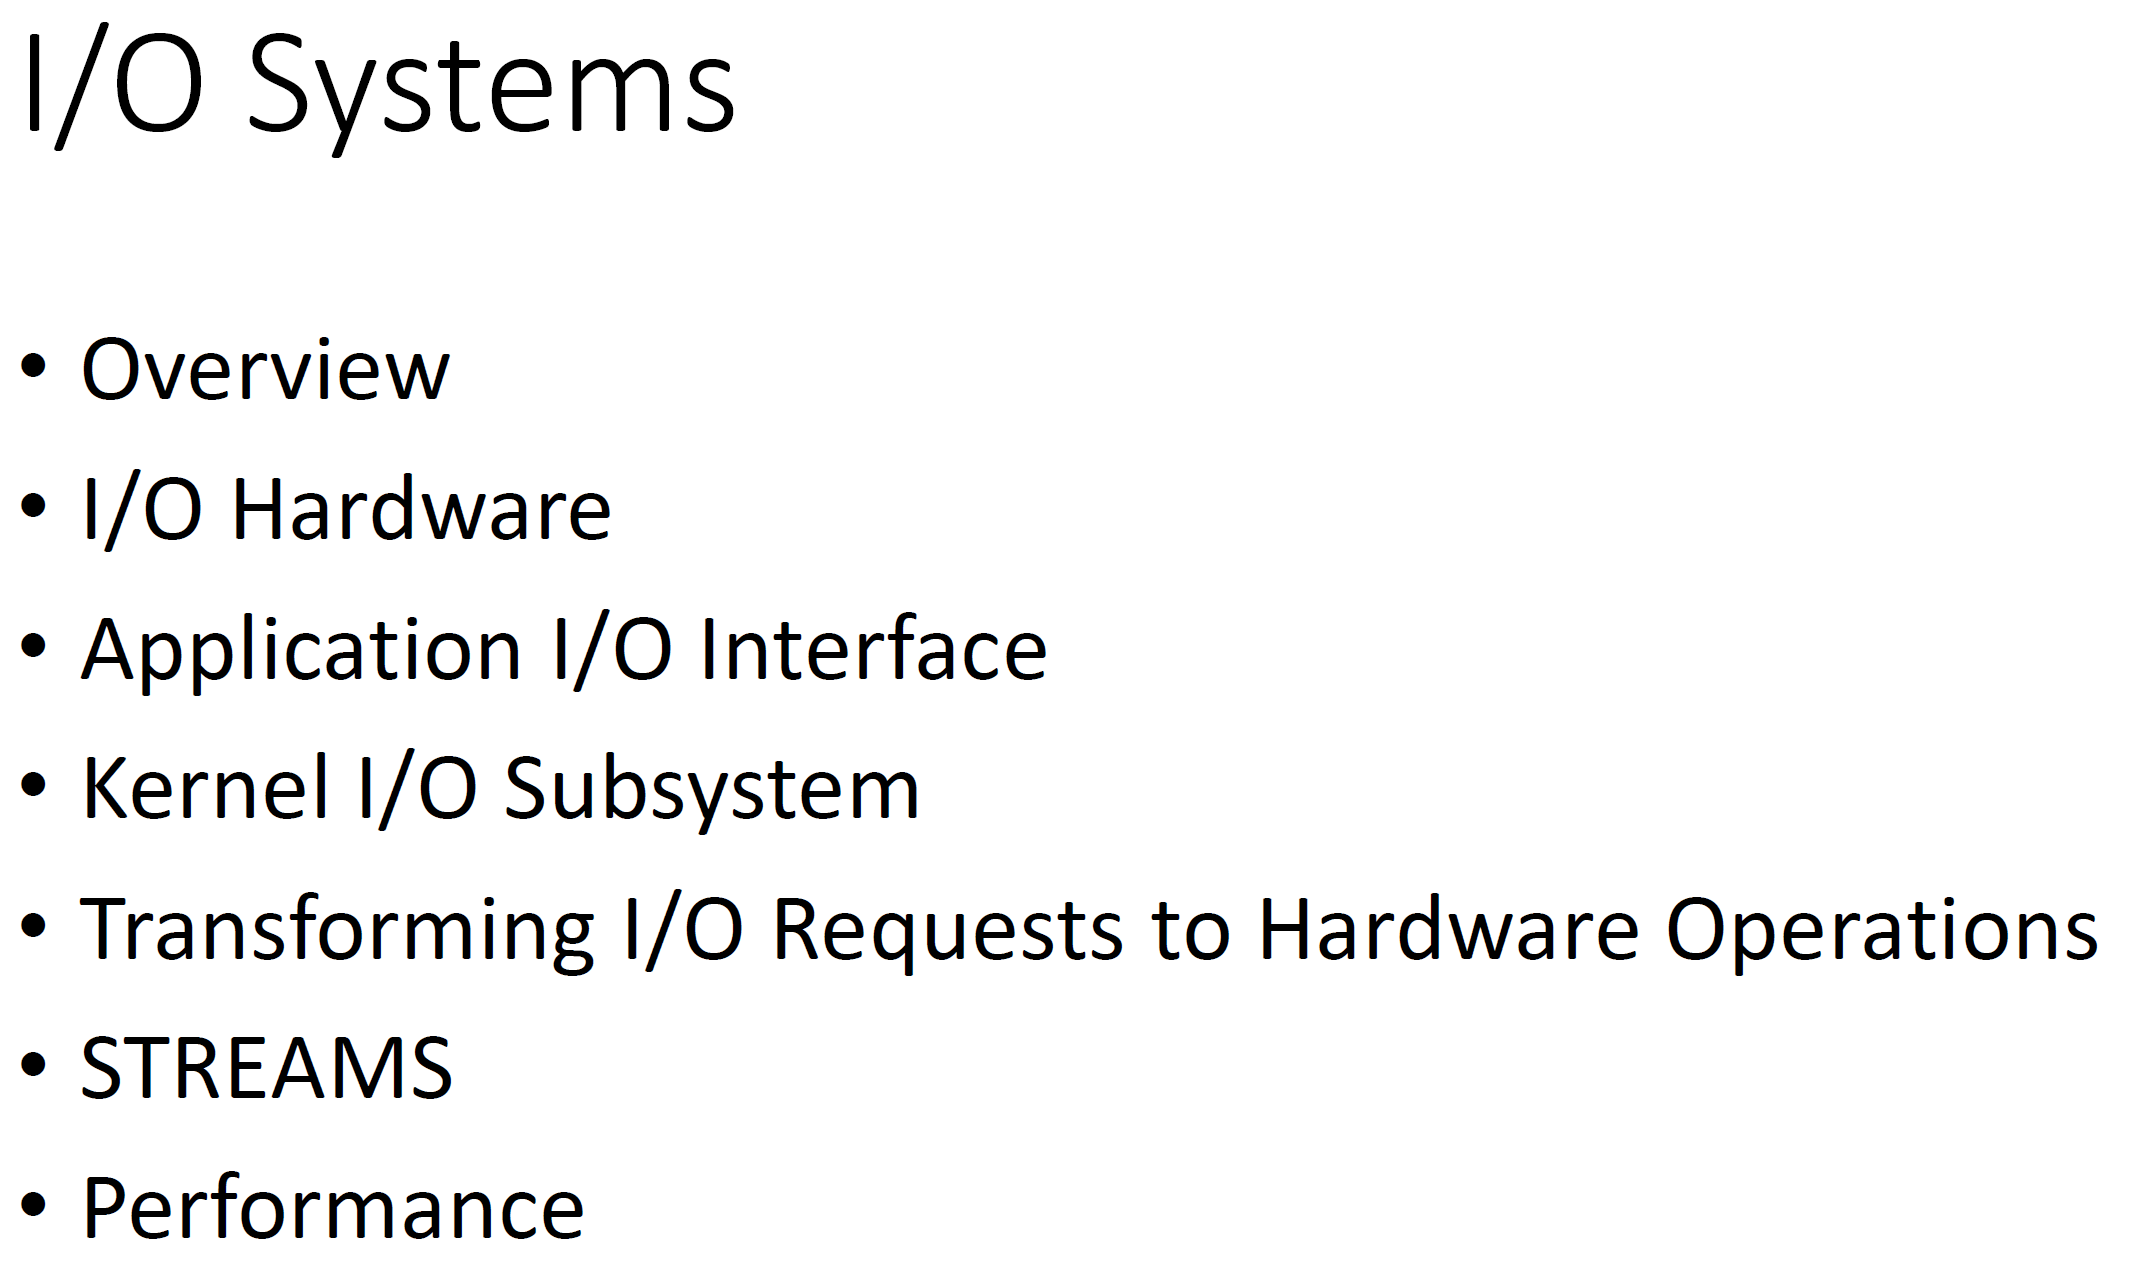 I/O Systems
• Overview
• I/O Hardware
• Application I/O Interface
• Kernel I/O Subsystem
• Transforming I/O Requests to Hardware Operations
• STREAMS
• Performance